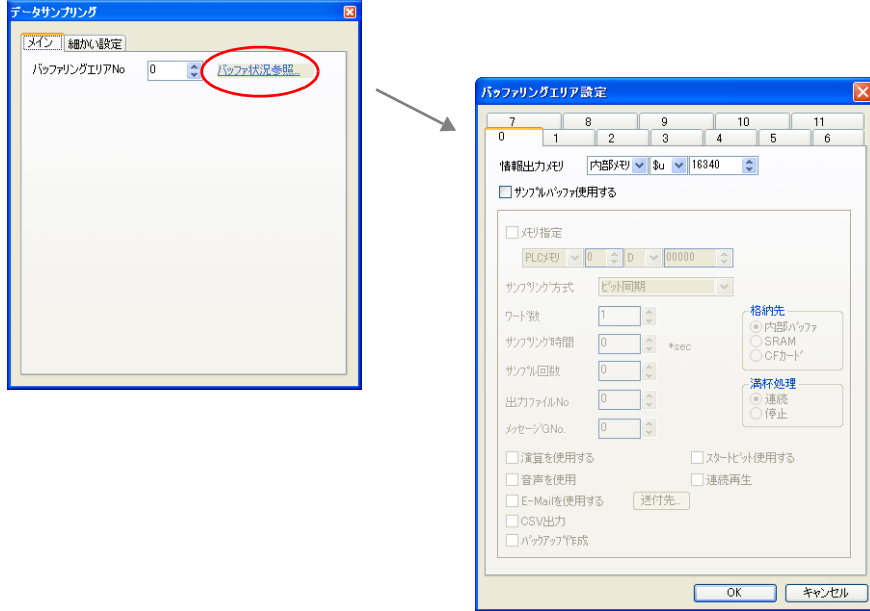 データサンプリング
メイン 細かい設定
バッファリングエリアNo 0 バッファ状況参照...
バッファリングエリア設定
7 8 9 10 11
0 1 2 3 4 5 6
情報出力メモリ 内部メモリ $u 16340
サンプルバッファ使用する
メモリ指定
PLCメモリ 0 D 00000
サンプリング方式 ビット同期
ワード数 1
サンプリング時間 0 *sec
サンプル回数 0
出力ファイルNo 0
メッセージGNo. 0
格納先
内部バッファ
SRAM
CFカード
満杯処理
連続
停止
演算を使用する スタートビット使用する
音声を使用 連続再生
E-Mailを使用する 送付先...
CSV出力
バックアップ作成
OK キャンセル